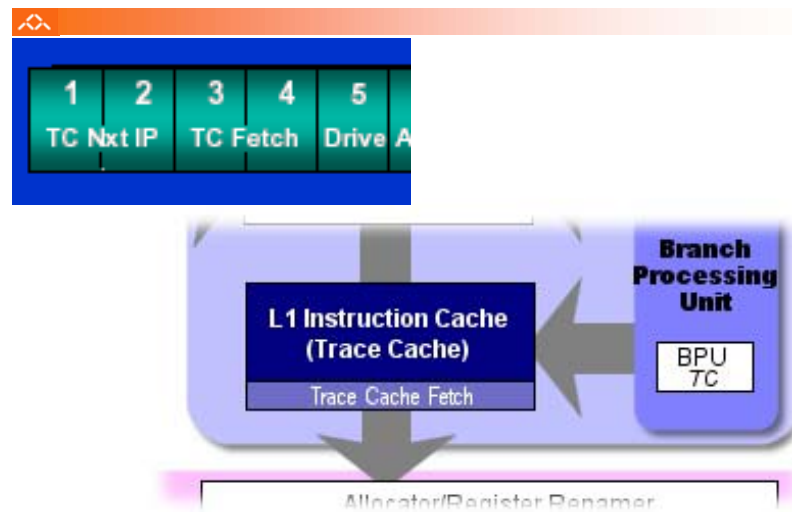 1 2 3 4 5
TC Nxt IP TC Fetch Drive A
Branch
Processing
Unit
L1 Instruction Cache
(Trace Cache)
BPU
TC
Trace Cache Fetch
Allocator/Register Renamer